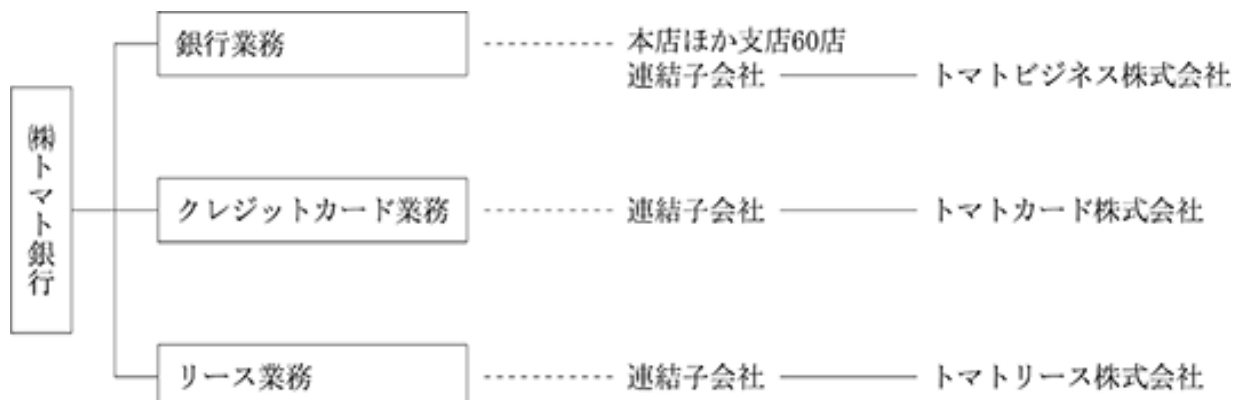 ㈱トマト銀行
銀行業務
本店ほか支店60店
連結子会社
トマトビジネス株式会社
クレジットカード業務
連結子会社
トマトカード株式会社
リース業務
連結子会社
トマトリース株式会社